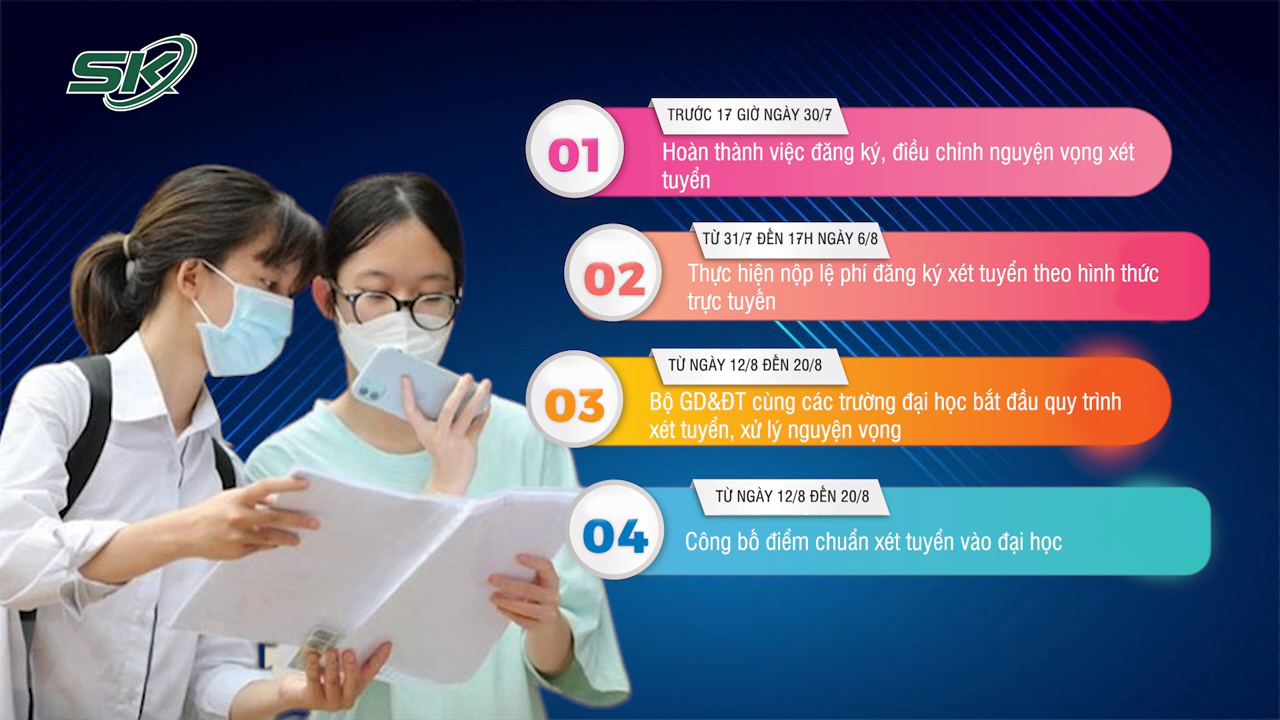 SK
TRƯỚC 17 GIỜ NGÀY 30/7
01
Hoàn thành việc đăng ký, điều chỉnh nguyện vọng xét
tuyển
TỪ 31/7 ĐẾN 17H NGÀY 6/8
02
Thực hiện nộp lệ phí đăng ký xét tuyển theo hình thức
trực tuyến
TỪ NGÀY 12/8 ĐẾN 20/8
03
Bộ GD&ĐT cùng các trường đại học bắt đầu quy trình
xét tuyển, xử lý nguyện vọng
TỪ NGÀY 12/8 ĐẾN 20/8
04
Công bố điểm chuẩn xét tuyển vào đại học